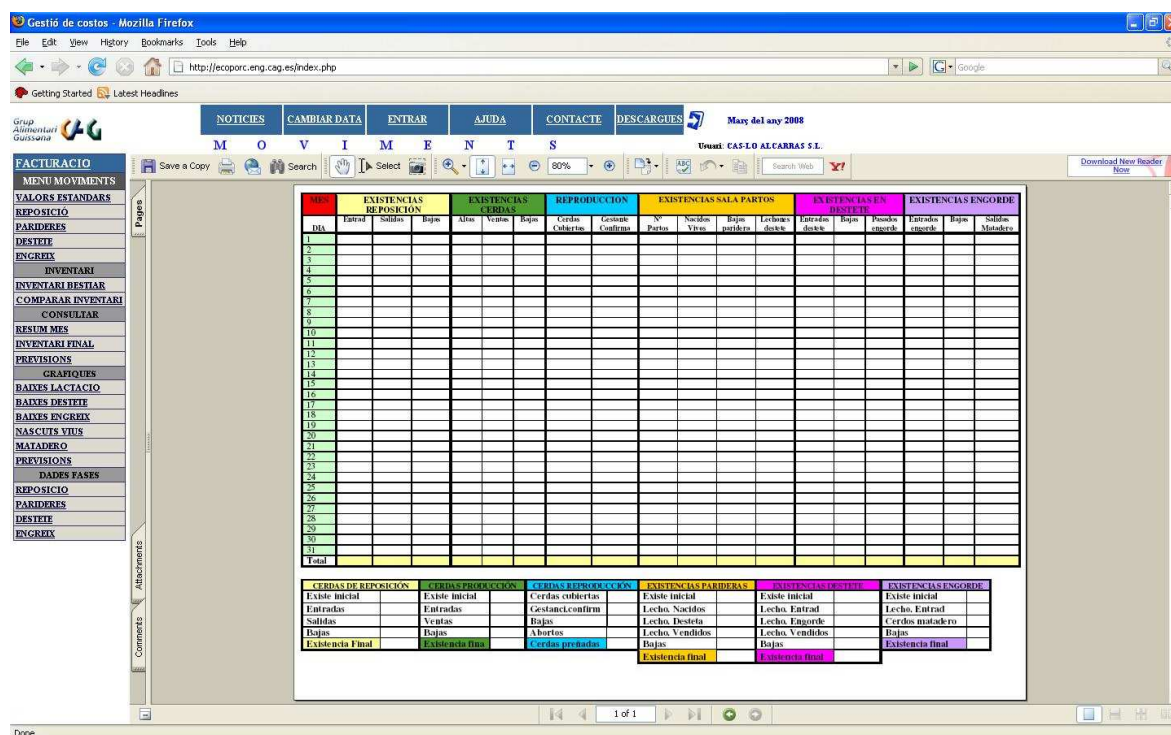 Gestió de costos - Mozilla Firefox
File Edit View History Bookmarks Tools Help
http://ecoporc.eng.cag.es/index.php
Google
Getting Started Latest Headlines
Grup
Alimentari
Guissona
NOTICIES CAMBIAR DATA ENTRAR AJUDA CONTACTE DESCARGUES Març del any 2008
M O V I M E N T S Usuari: CAS-LO ALCARRAS S.L.
FACTURACIO
MENU MOVIMENTS
VALORS ESTANDARS
REPOSICIÓ
PARIDERES
DESTETE
ENGREIX
INVENTARI
INVENTARI BESTIAR
COMPARAR INVENTARI
CONSULTAR
RESUM MES
INVENTARI FINAL
PREVISIONS
GRAFIQUES
BAIXES LACTACIO
BAIXES DESTETE
BAIXES ENGREIX
NASCUTS VIUS
MATADERO
PREVISIONS
DADES FASES
REPOSICIO
PARIDERES
DESTETE
ENGREIX
Save a Copy Search Select 80% Search Web Y! Download New Reader
Now
Pages
Attachments
Comments
MES EXISTENCIAS REPOSICIÓN EXISTENCIAS CERDAS REPRODUCCION EXISTENCIAS SALA PARTOS EXISTENCIAS EN DESTETE EXISTENCIAS ENGORDE
DIA Entrad Salidas Bajas Altas Ventas Bajas Cerdas Cubiertas Gestante Confirma Nº Partos Nacidos Vivos Bajas paridera Lechones destete Entradas destete Bajas Pasados engorde Entrados engorde Bajas Salidas Matadero
1
2
3
4
5
6
7
8
9
10
11
12
13
14
15
16
17
18
19
20
21
22
23
24
25
26
27
28
29
30
31
Total
CERDAS DE REPOSICIÓN CERDAS PRODUCCIÓN CERDAS REPRODUCCIÓN EXISTENCIAS PARIDERAS EXISTENCIAS DESTETE EXISTENCIAS ENGORDE
Existe inicial Existe inicial Cerdas cubiertas Existe inicial Existe inicial Existe inicial
Entradas Entradas Gestanci.confirm Lecho. Nacidos Lecho. Entrad Lecho. Entrad
Salidas Ventas Bajas Lecho. Desteta Lecho. Engorde Cerdos matadero
Bajas Bajas Abortos Lecho. Vendidos Lecho. Vendidos Bajas
Existencia Final Existencia fina Cerdas preñadas Bajas Bajas Existencia final
Existencia final Existencia final
1 of 1
Done